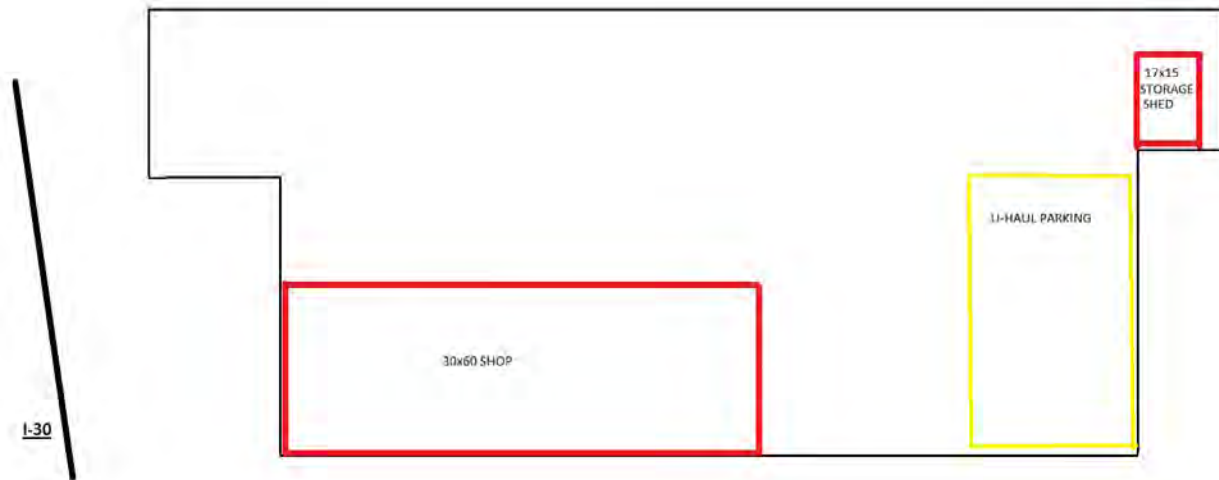 17x15
STORAGE
SHED
U-HAUL PARKING
30x60 SHOP
I-30